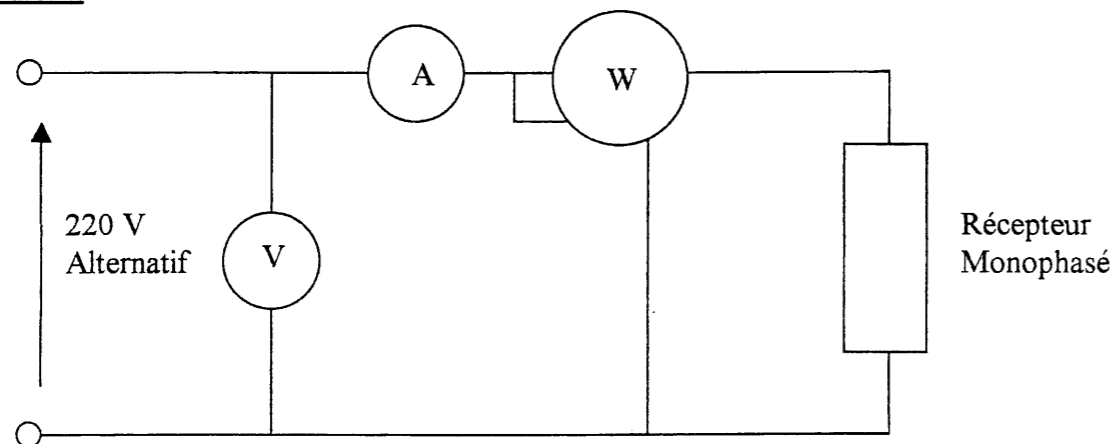 A
W
220 V
Alternatif
V
Récepteur
Monophasé